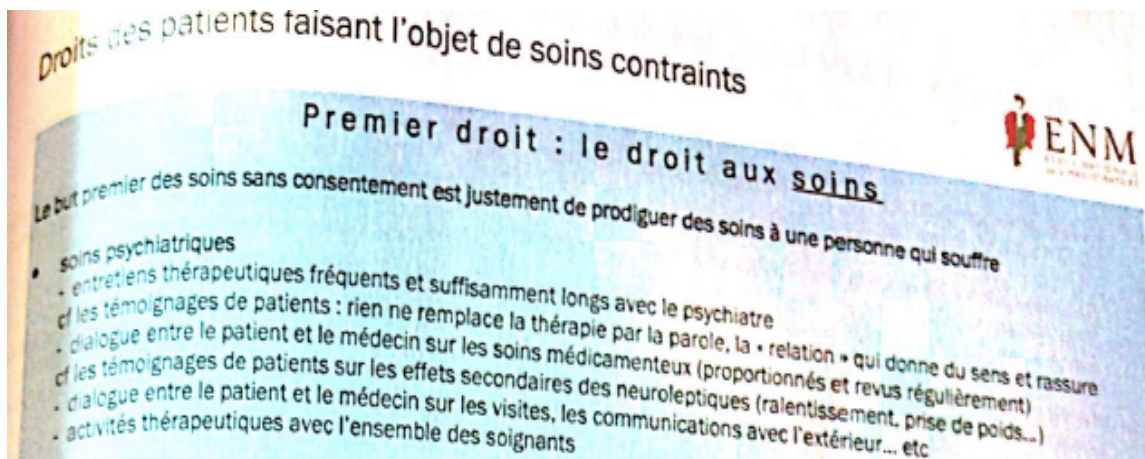 Droits des patients faisant l'objet de soins contraints
ENM
Premier droit : le droit aux soins
Le but premier des soins sans consentement est justement de prodiguer des soins à une personne qui souffre
• soins psychiatriques
- entretiens thérapeutiques fréquents et suffisamment longs avec le psychiatre
cf les témoignages de patients : rien ne remplace la thérapie par la parole, la « relation » qui donne du sens et rassure
- dialogue entre le patient et le médecin sur les soins médicamenteux (proportionnés et revus régulièrement)
cf les témoignages de patients sur les effets secondaires des neuroleptiques (ralentissement, prise de poids...)
- dialogue entre le patient et le médecin sur les visites, les communications avec l'extérieur... etc
- activités thérapeutiques avec l'ensemble des soignants